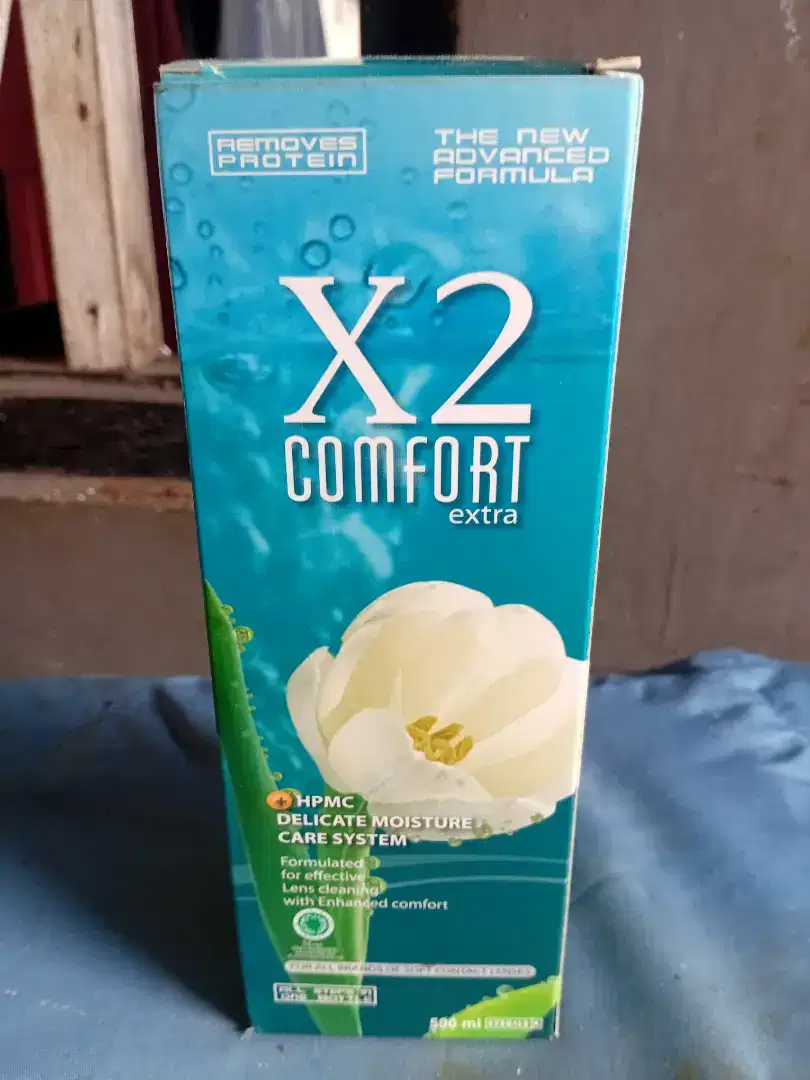 REMOVES
PROTEIN
THE NEW
ADVANCED
FORMULA
X2
COMFORT
extra
+ HPMC
DELICATE MOISTURE
CARE SYSTEM
Formulated
for effective
Lens cleaning
with Enhanced comfort
FOR ALL BRANDS OF SOFT CONTACT LENSES
ALL STEPS IN
ONE BOTTLE
500 ml